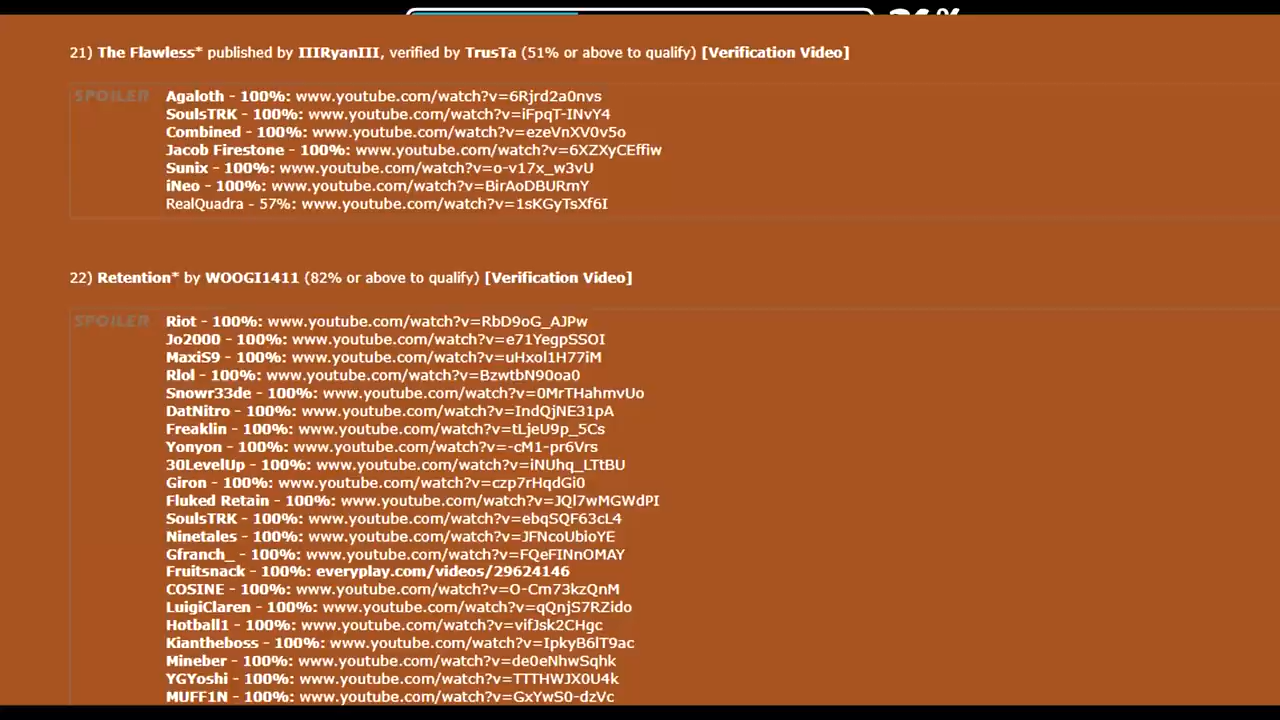 21) The Flawless* published by IIIRyanIII, verified by TrusTa (51% or above to qualify) [Verification Video]
SPOILER
Agaloth - 100%: www.youtube.com/watch?v=6Rjrd2a0nvs
SoulsTRK - 100%: www.youtube.com/watch?v=iFpqT-INvY4
Combined - 100%: www.youtube.com/watch?v=ezeVnXV0v5o
Jacob Firestone - 100%: www.youtube.com/watch?v=6XZXyCEffiw
Sunix - 100%: www.youtube.com/watch?v=o-v17x_w3vU
iNeo - 100%: www.youtube.com/watch?v=BirAoDBURmY
RealQuadra - 57%: www.youtube.com/watch?v=1sKGyTsXf6I
22) Retention* by WOOGI1411 (82% or above to qualify) [Verification Video]
SPOILER
Riot - 100%: www.youtube.com/watch?v=RbD9oG_AJPw
Jo2000 - 100%: www.youtube.com/watch?v=e71YegpSSOI
MaxiS9 - 100%: www.youtube.com/watch?v=uHxol1H77iM
Rlol - 100%: www.youtube.com/watch?v=BzwtbN90oa0
Snowr33de - 100%: www.youtube.com/watch?v=0MrTHahmvUo
DatNitro - 100%: www.youtube.com/watch?v=IndQjNE31pA
Freaklin - 100%: www.youtube.com/watch?v=tLjeU9p_5Cs
Yonyon - 100%: www.youtube.com/watch?v=-cM1-pr6Vrs
30LevelUp - 100%: www.youtube.com/watch?v=iNUhq_LTtBU
Giron - 100%: www.youtube.com/watch?v=czp7rHqdGi0
Fluked Retain - 100%: www.youtube.com/watch?v=JQl7wMGWdPI
SoulsTRK - 100%: www.youtube.com/watch?v=ebqSQF63cL4
Ninetales - 100%: www.youtube.com/watch?v=JFNcoUbioYE
Gfranch_ - 100%: www.youtube.com/watch?v=FQeFINnOMAY
Fruitsnack - 100%: everyplay.com/videos/29624146
COSINE - 100%: www.youtube.com/watch?v=O-Cm73kzQnM
LuigiClaren - 100%: www.youtube.com/watch?v=qQnjS7RZido
Hotball1 - 100%: www.youtube.com/watch?v=vifJsk2CHgc
Kiantheboss - 100%: www.youtube.com/watch?v=IpkyB6lT9ac
Mineber - 100%: www.youtube.com/watch?v=de0eNhwSqhk
YGYoshi - 100%: www.youtube.com/watch?v=TTTHWJX0U4k
MUFF1N - 100%: www.youtube.com/watch?v=GxYwS0-dzVc